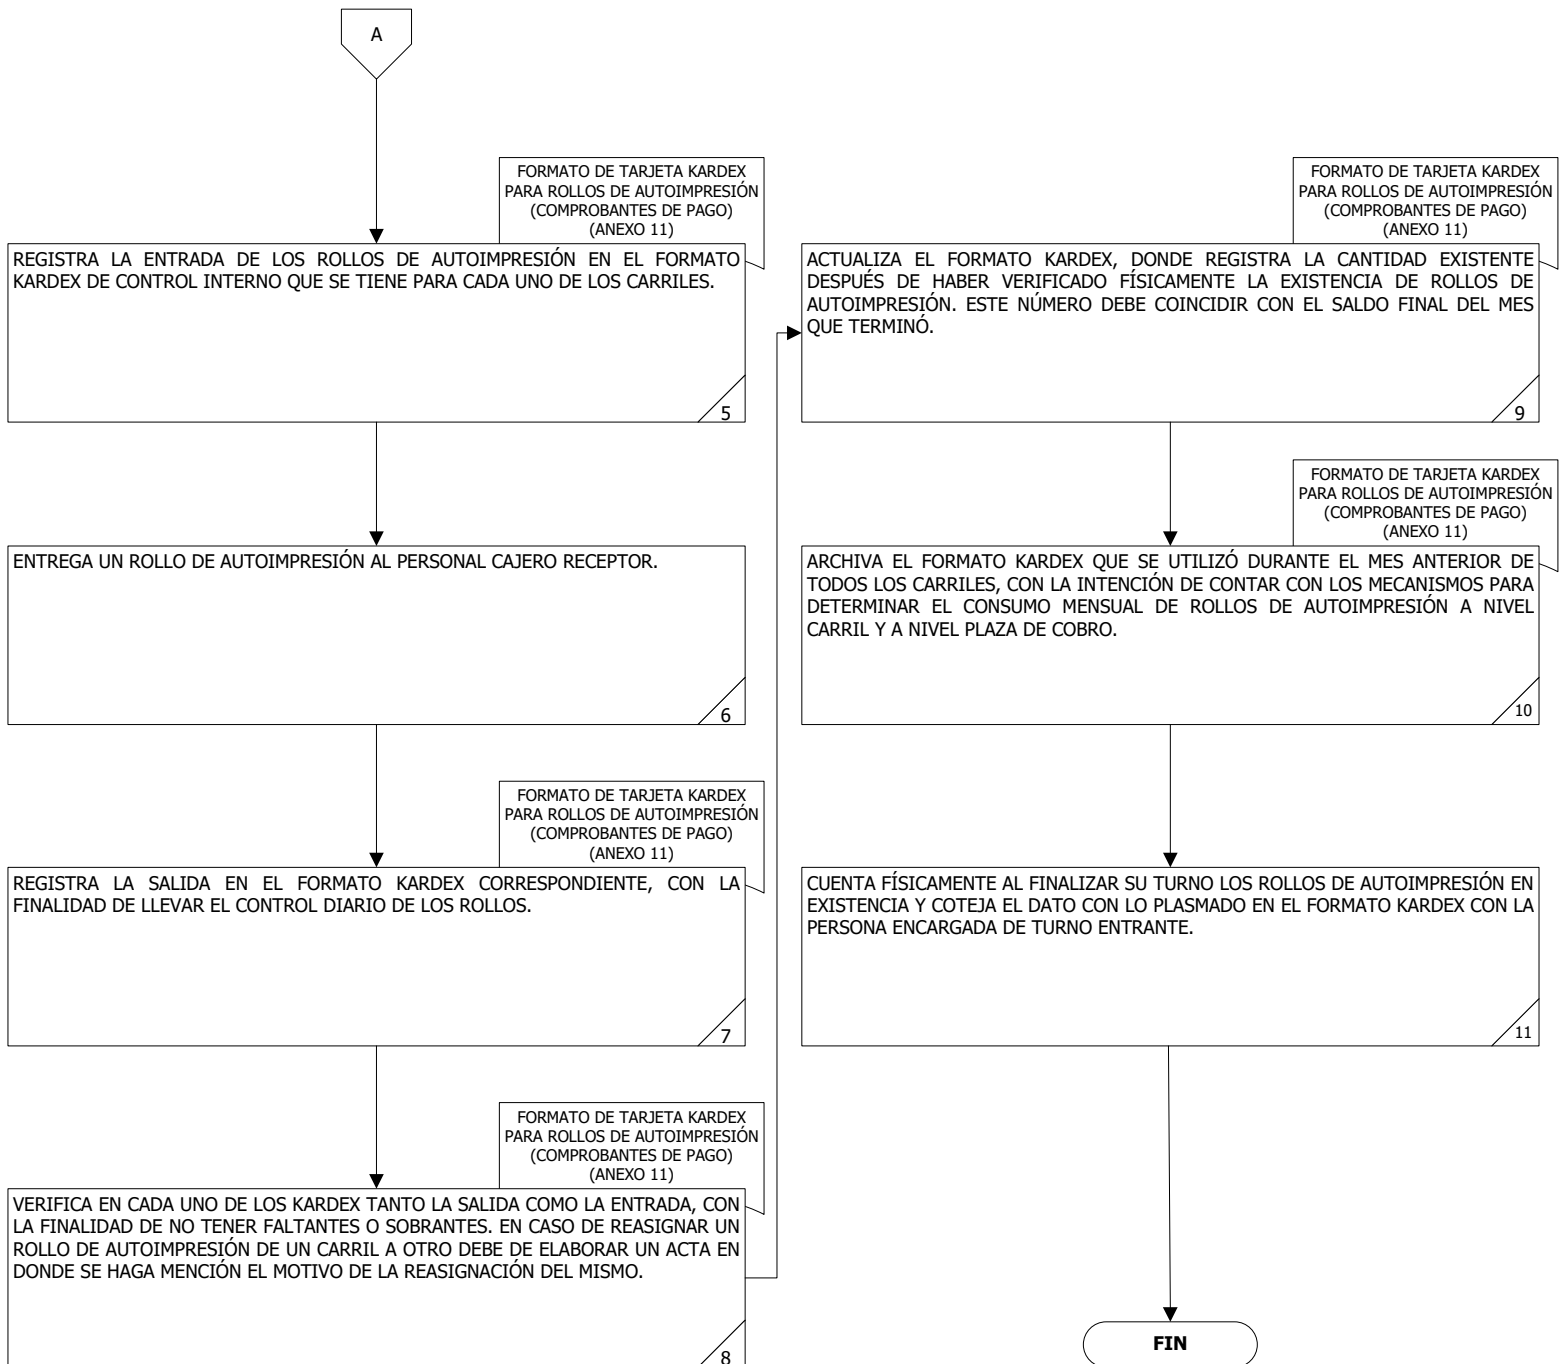 A
FORMATO DE TARJETA KARDEX
PARA ROLLOS DE AUTOIMPRESIÓN
(COMPROBANTES DE PAGO)
(ANEXO 11)
REGISTRA LA ENTRADA DE LOS ROLLOS DE AUTOIMPRESIÓN EN EL FORMATO
KARDEX DE CONTROL INTERNO QUE SE TIENE PARA CADA UNO DE LOS CARRILES.
5
ENTREGA UN ROLLO DE AUTOIMPRESIÓN AL PERSONAL CAJERO RECEPTOR.
6
FORMATO DE TARJETA KARDEX
PARA ROLLOS DE AUTOIMPRESIÓN
(COMPROBANTES DE PAGO)
(ANEXO 11)
REGISTRA LA SALIDA EN EL FORMATO KARDEX CORRESPONDIENTE, CON LA
FINALIDAD DE LLEVAR EL CONTROL DIARIO DE LOS ROLLOS.
7
FORMATO DE TARJETA KARDEX
PARA ROLLOS DE AUTOIMPRESIÓN
(COMPROBANTES DE PAGO)
(ANEXO 11)
VERIFICA EN CADA UNO DE LOS KARDEX TANTO LA SALIDA COMO LA ENTRADA, CON
LA FINALIDAD DE NO TENER FALTANTES O SOBRANTES. EN CASO DE REASIGNAR UN
ROLLO DE AUTOIMPRESIÓN DE UN CARRIL A OTRO DEBE DE ELABORAR UN ACTA EN
DONDE SE HAGA MENCIÓN EL MOTIVO DE LA REASIGNACIÓN DEL MISMO.
8
FORMATO DE TARJETA KARDEX
PARA ROLLOS DE AUTOIMPRESIÓN
(COMPROBANTES DE PAGO)
(ANEXO 11)
ACTUALIZA EL FORMATO KARDEX, DONDE REGISTRA LA CANTIDAD EXISTENTE
DESPUÉS DE HABER VERIFICADO FÍSICAMENTE LA EXISTENCIA DE ROLLOS DE
AUTOIMPRESIÓN. ESTE NÚMERO DEBE COINCIDIR CON EL SALDO FINAL DEL MES
QUE TERMINÓ.
9
FORMATO DE TARJETA KARDEX
PARA ROLLOS DE AUTOIMPRESIÓN
(COMPROBANTES DE PAGO)
(ANEXO 11)
ARCHIVA EL FORMATO KARDEX QUE SE UTILIZÓ DURANTE EL MES ANTERIOR DE
TODOS LOS CARRILES, CON LA INTENCIÓN DE CONTAR CON LOS MECANISMOS PARA
DETERMINAR EL CONSUMO MENSUAL DE ROLLOS DE AUTOIMPRESIÓN A NIVEL
CARRIL Y A NIVEL PLAZA DE COBRO.
10
CUENTA FÍSICAMENTE AL FINALIZAR SU TURNO LOS ROLLOS DE AUTOIMPRESIÓN EN
EXISTENCIA Y COTEJA EL DATO CON LO PLASMADO EN EL FORMATO KARDEX CON LA
PERSONA ENCARGADA DE TURNO ENTRANTE.
11
FIN